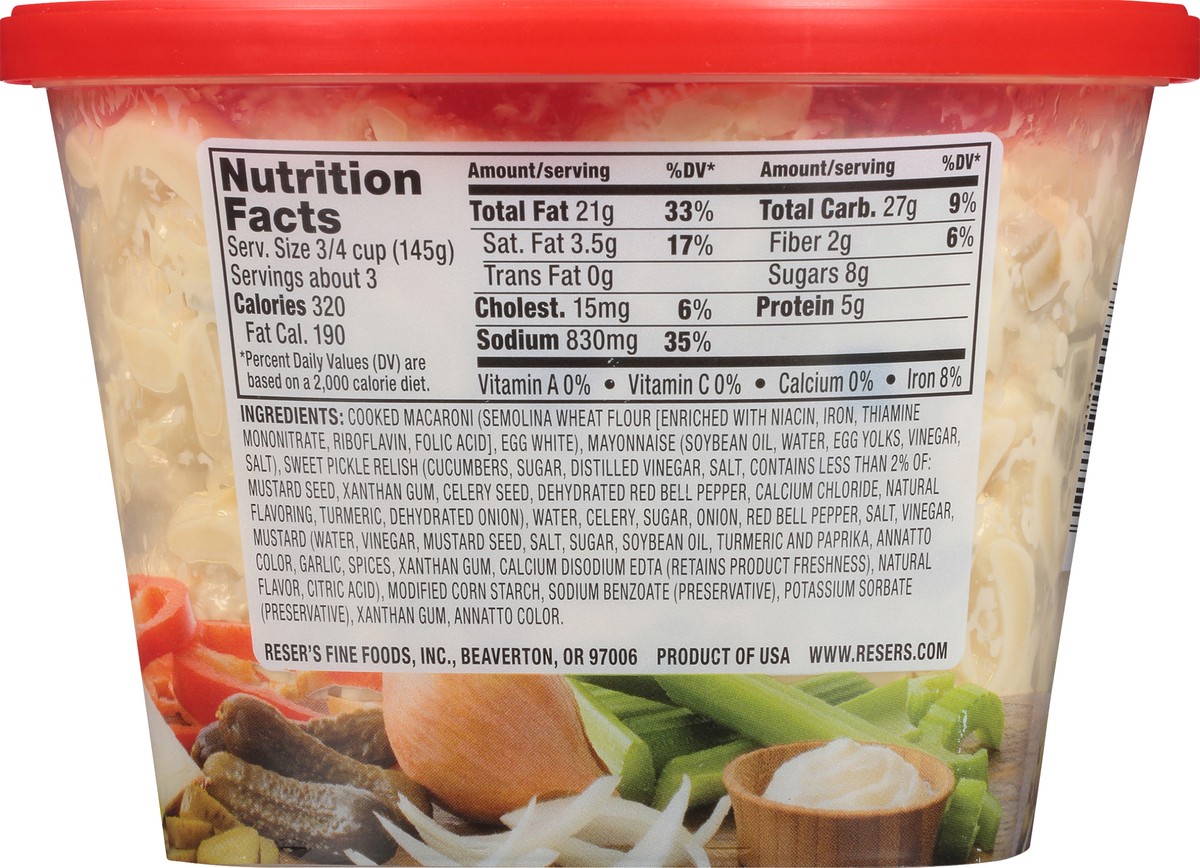 Nutrition
Facts
Serv. Size 3/4 cup (145g)
Servings about 3
Calories 320
Fat Cal. 190
*Percent Daily Values (DV) are
based on a 2,000 calorie diet.
Amount/serving %DV* Amount/serving %DV*
Total Fat 21g 33% Total Carb. 27g 9%
Sat. Fat 3.5g 17% Fiber 2g 6%
Trans Fat 0g Sugars 8g
Cholest. 15mg 6% Protein 5g
Sodium 830mg 35%
Vitamin A 0% • Vitamin C 0% • Calcium 0% • Iron 8%
INGREDIENTS: COOKED MACARONI (SEMOLINA WHEAT FLOUR [ENRICHED WITH NIACIN, IRON, THIAMINE
MONONITRATE, RIBOFLAVIN, FOLIC ACID], EGG WHITE), MAYONNAISE (SOYBEAN OIL, WATER, EGG YOLKS, VINEGAR,
SALT), SWEET PICKLE RELISH (CUCUMBERS, SUGAR, DISTILLED VINEGAR, SALT, CONTAINS LESS THAN 2% OF:
MUSTARD SEED, XANTHAN GUM, CELERY SEED, DEHYDRATED RED BELL PEPPER, CALCIUM CHLORIDE, NATURAL
FLAVORING, TURMERIC, DEHYDRATED ONION), WATER, CELERY, SUGAR, ONION, RED BELL PEPPER, SALT, VINEGAR,
MUSTARD (WATER, VINEGAR, MUSTARD SEED, SALT, SUGAR, SOYBEAN OIL, TURMERIC AND PAPRIKA, ANNATTO
COLOR, GARLIC, SPICES, XANTHAN GUM, CALCIUM DISODIUM EDTA (RETAINS PRODUCT FRESHNESS), NATURAL
FLAVOR, CITRIC ACID), MODIFIED CORN STARCH, SODIUM BENZOATE (PRESERVATIVE), POTASSIUM SORBATE
(PRESERVATIVE), XANTHAN GUM, ANNATTO COLOR.
RESER'S FINE FOODS, INC., BEAVERTON, OR 97006 PRODUCT OF USA WWW.RESERS.COM